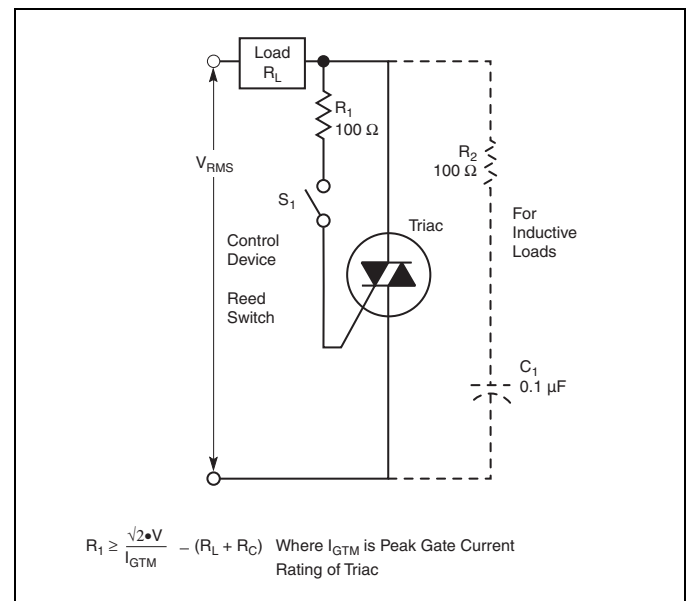 Load
R_L
R_1
100 Ω
V_RMS
S_1
R_2
100 Ω
Triac
For
Inductive
Loads
Control
Device
Reed
Switch
C_1
0.1 µF
R_1 ≥ √2•V / I_GTM – (R_L + R_C) Where I_GTM is Peak Gate Current
Rating of Triac